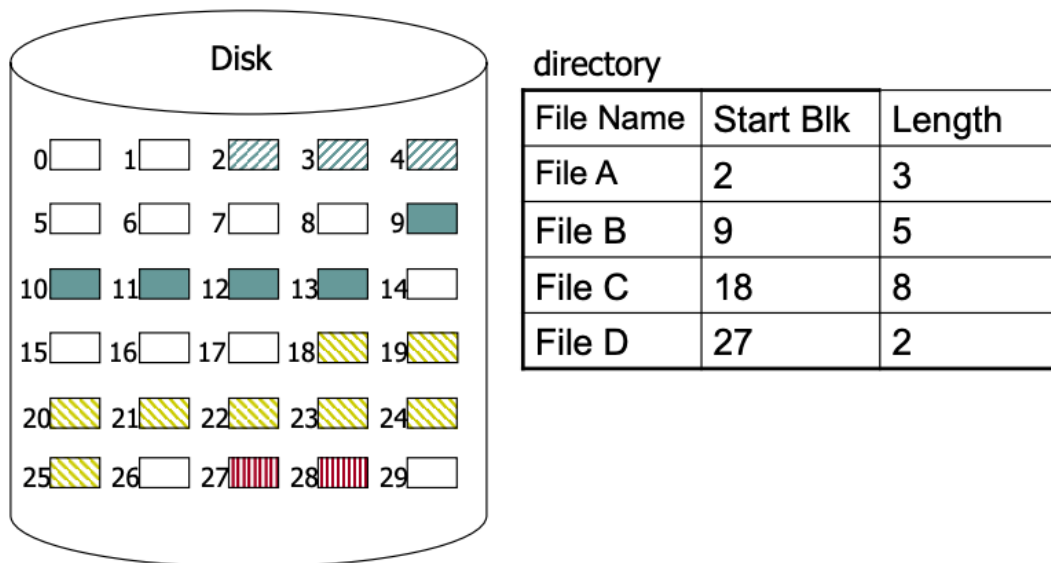 Disk
0 1 2 3 4
5 6 7 8 9
10 11 12 13 14
15 16 17 18 19
20 21 22 23 24
25 26 27 28 29
directory
File Name Start Blk Length
File A 2 3
File B 9 5
File C 18 8
File D 27 2